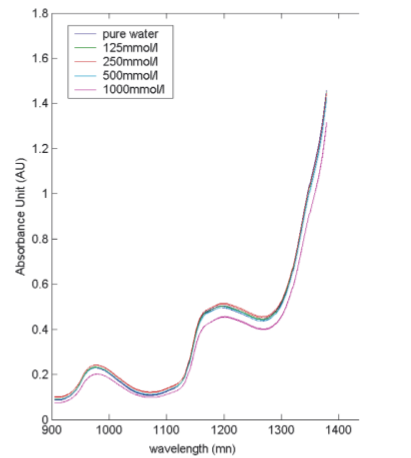 1.8
1.6
1.4
1.2
1
0.8
0.6
0.4
0.2
0
Absorbance Unit (AU)
pure water
125mmol/l
250mmol/l
500mmol/l
1000mmol/l
900 1000 1100 1200 1300 1400
wavelength (mn)